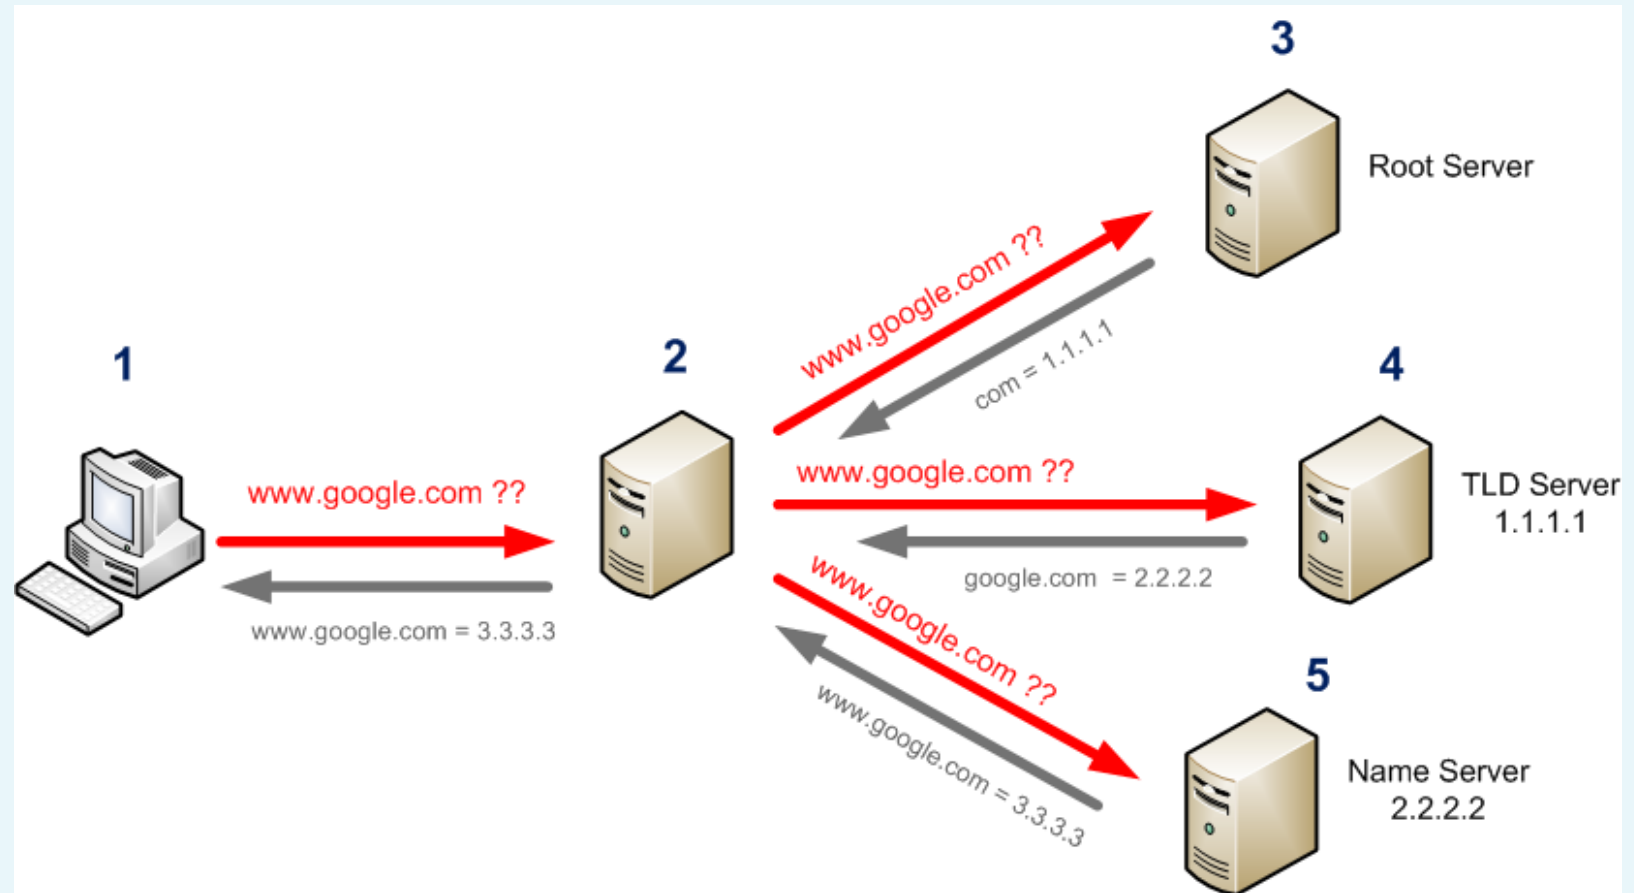 3
Root Server
www.google.com ??
com = 1.1.1.1
1
2
4
www.google.com ??
www.google.com = 3.3.3.3
www.google.com ??
google.com = 2.2.2.2
TLD Server
1.1.1.1
www.google.com ??
www.google.com = 3.3.3.3
5
Name Server
2.2.2.2